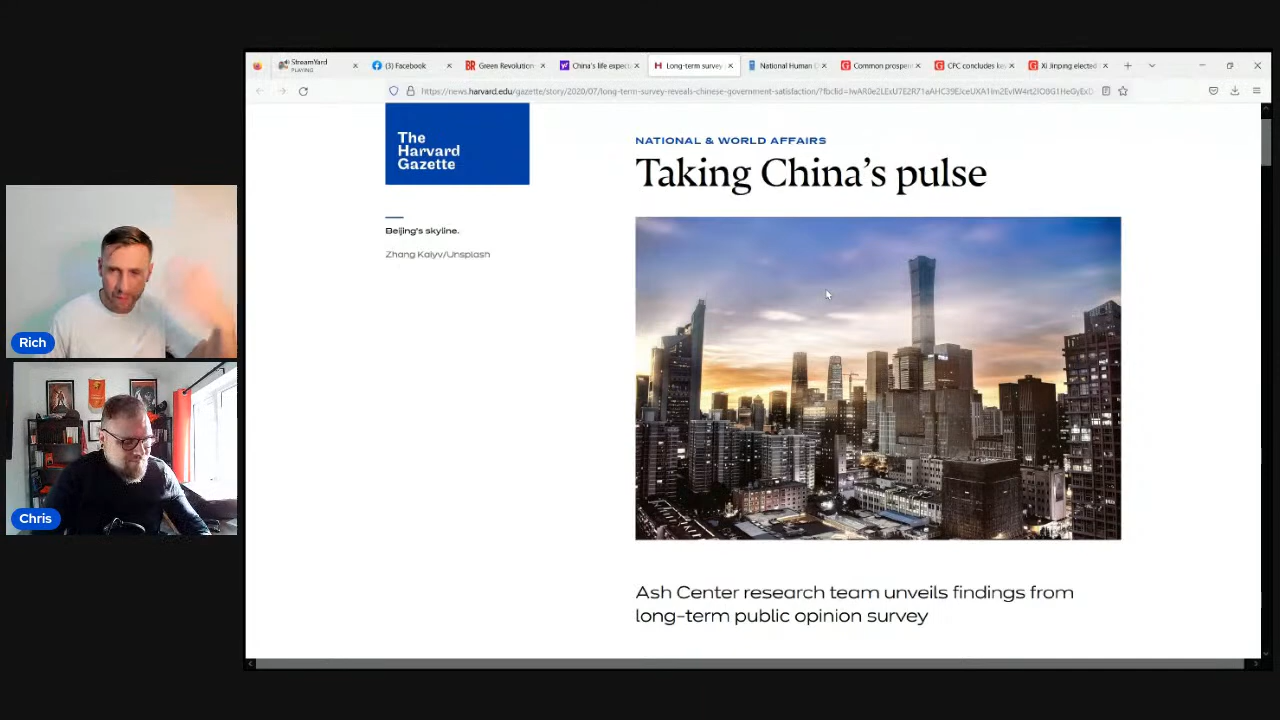 StreamYard
PLAYING
(3) Facebook
Green Revolution
China's life expect
Long-term survey
National Human
Common prosper
CPC concludes ke
Xi Jinping elected
The
Harvard
Gazette
Beijing's skyline.
Zhang Kaiyv/Unsplash
NATIONAL & WORLD AFFAIRS
Taking China's pulse
Ash Center research team unveils findings from
long-term public opinion survey
Rich
Chris